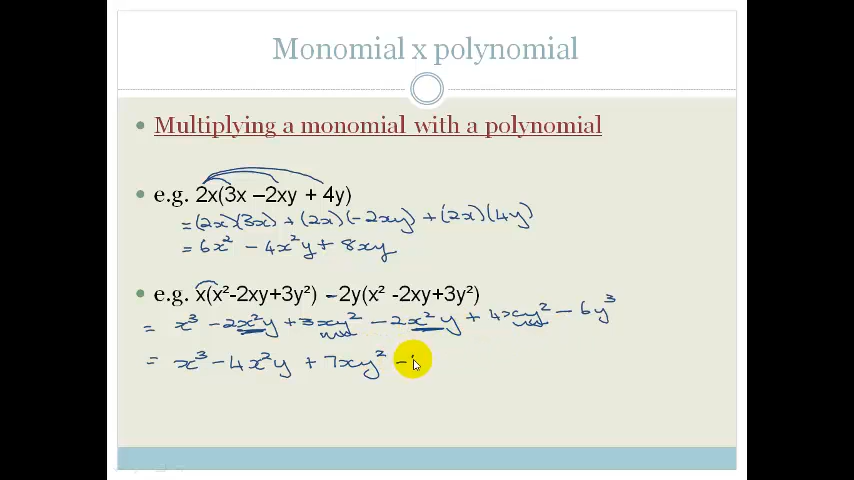 Monomial x polynomial
• Multiplying a monomial with a polynomial
• e.g. 2x(3x –2xy + 4y)
= (2x)(3x) + (2x)(-2xy) + (2x)(4y)
= 6x² - 4x²y + 8xy
• e.g. x(x²-2xy+3y²) -2y(x² -2xy+3y²)
= x³ - 2x²y + 3xy² - 2x²y + 4xy² - 6y³
= x³ - 4x²y + 7xy² -